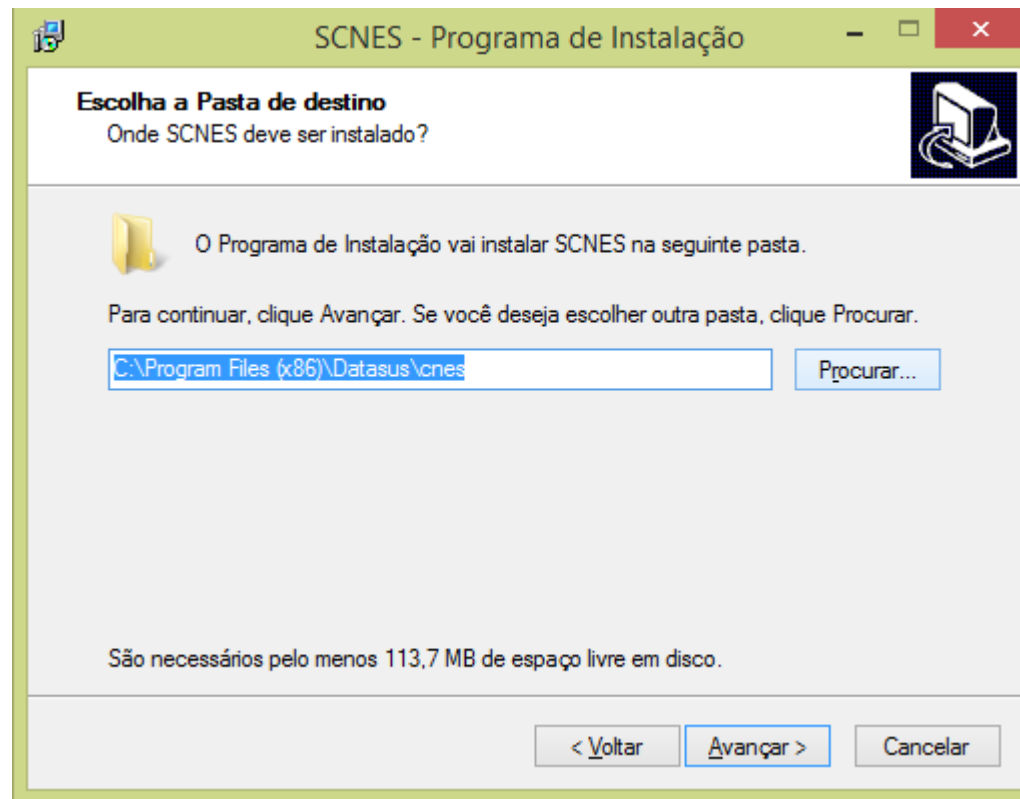 SCNES - Programa de Instalação
Escolha a Pasta de destino
Onde SCNES deve ser instalado?
O Programa de Instalação vai instalar SCNES na seguinte pasta.
Para continuar, clique Avançar. Se você deseja escolher outra pasta, clique Procurar.
C:\Program Files (x86)\Datasus\cnes
Procurar...
São necessários pelo menos 113,7 MB de espaço livre em disco.
< Voltar
Avançar >
Cancelar